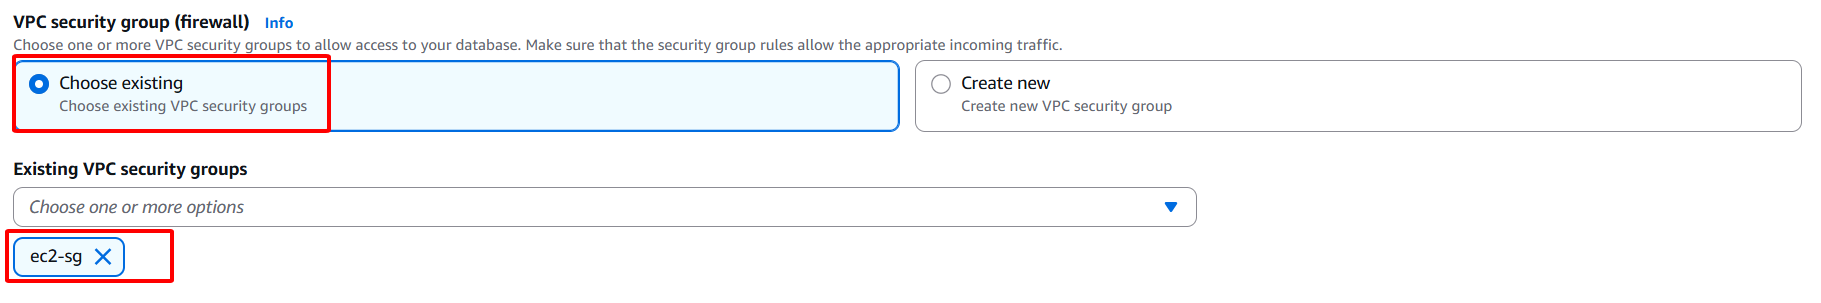 VPC security group (firewall) Info
Choose one or more VPC security groups to allow access to your database. Make sure that the security group rules allow the appropriate incoming traffic.
Choose existing
Choose existing VPC security groups
Create new
Create new VPC security group
Existing VPC security groups
Choose one or more options
ec2-sg